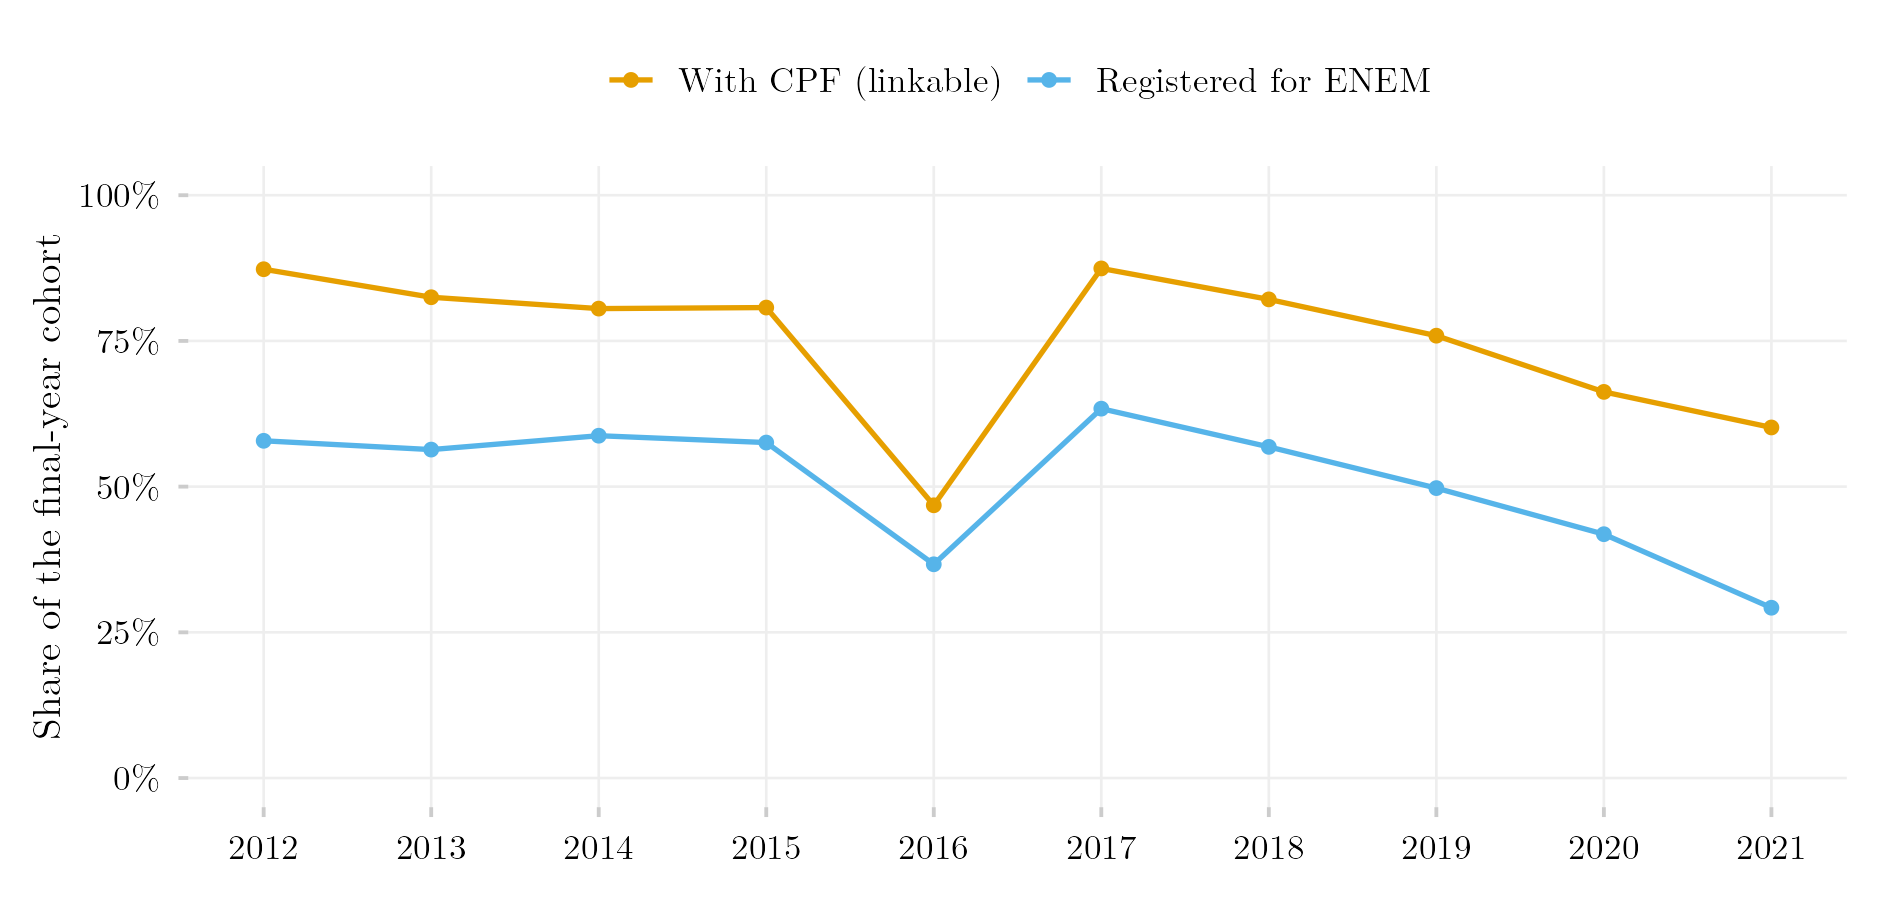 With CPF (linkable) Registered for ENEM
Share of the final-year cohort
100%
75%
50%
25%
0%
2012 2013 2014 2015 2016 2017 2018 2019 2020 2021